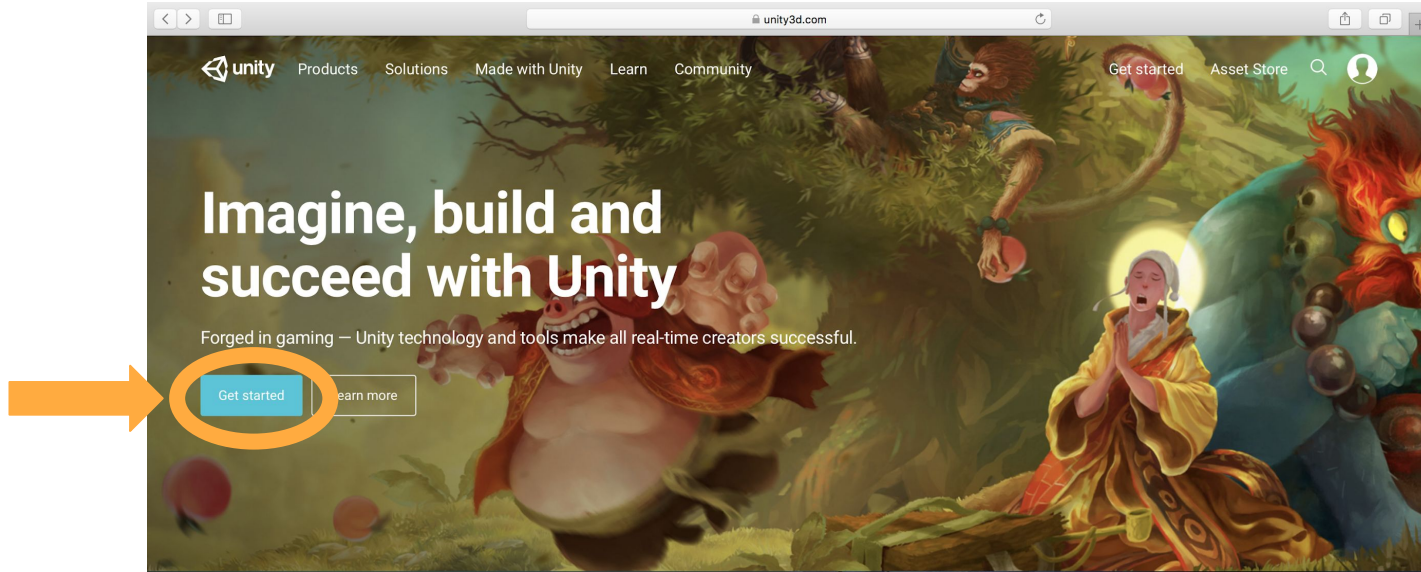 unity3d.com
unity Products Solutions Made with Unity Learn Community Get started Asset Store
Imagine, build and
succeed with Unity
Forged in gaming — Unity technology and tools make all real-time creators successful.
Get started earn more